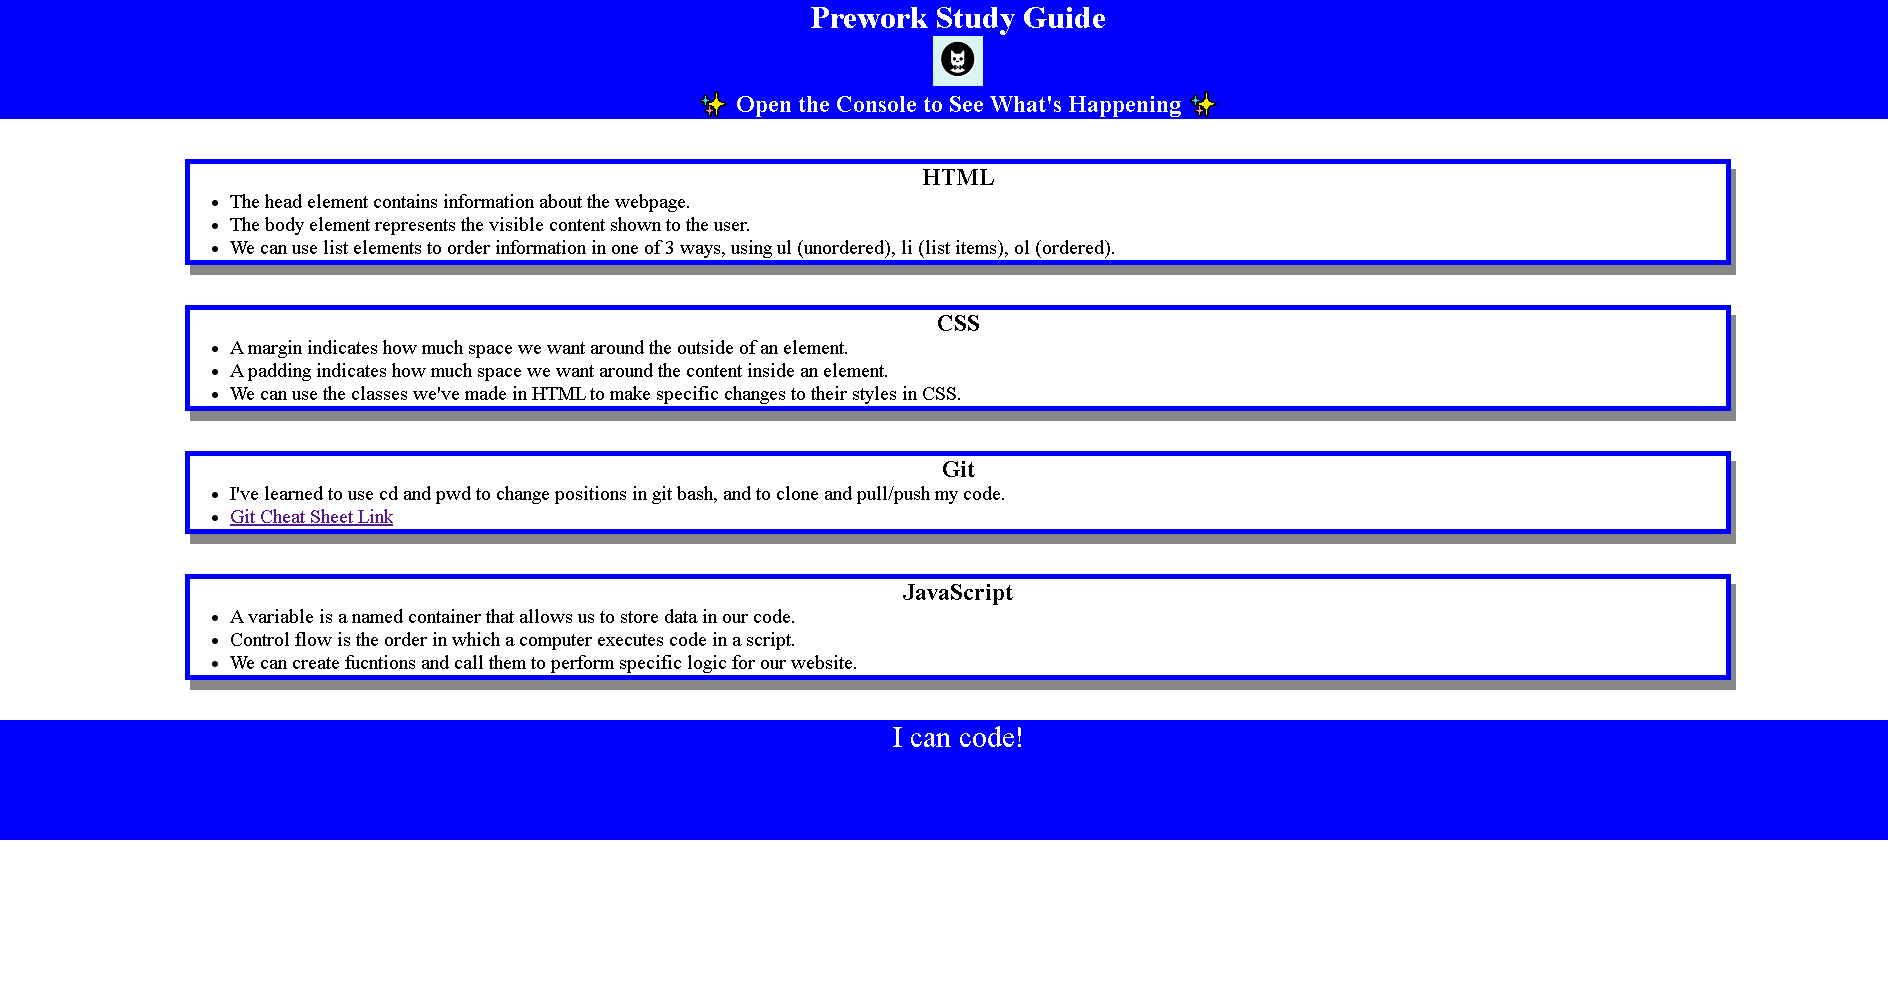 Prework Study Guide
✨ Open the Console to See What's Happening ✨
HTML
• The head element contains information about the webpage.
• The body element represents the visible content shown to the user.
• We can use list elements to order information in one of 3 ways, using ul (unordered), li (list items), ol (ordered).
CSS
• A margin indicates how much space we want around the outside of an element.
• A padding indicates how much space we want around the content inside an element.
• We can use the classes we've made in HTML to make specific changes to their styles in CSS.
Git
• I've learned to use cd and pwd to change positions in git bash, and to clone and pull/push my code.
• Git Cheat Sheet Link
JavaScript
• A variable is a named container that allows us to store data in our code.
• Control flow is the order in which a computer executes code in a script.
• We can create fucntions and call them to perform specific logic for our website.
I can code!